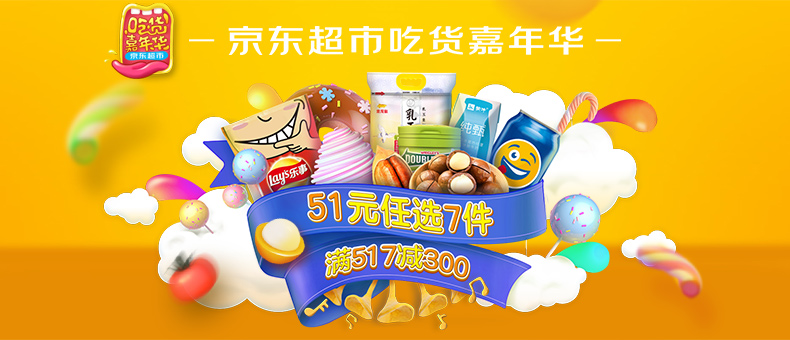 吃货
嘉年华
京东超市
京东超市吃货嘉年华
乳
纯甄
DOUBLE
Lay's乐事
51元任选7件
满517减300